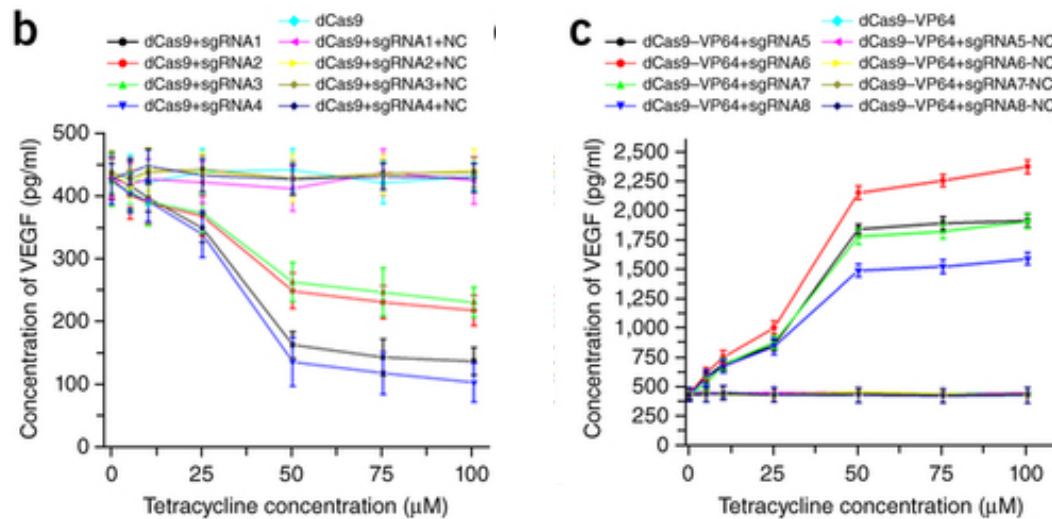 b
dCas9
dCas9+sgRNA1
dCas9+sgRNA1+NC
dCas9+sgRNA2
dCas9+sgRNA2+NC
dCas9+sgRNA3
dCas9+sgRNA3+NC
dCas9+sgRNA4
dCas9+sgRNA4+NC
500
400
300
200
100
0
Concentration of VEGF (pg/ml)
0 25 50 75 100
Tetracycline concentration (μM)
c
dCas9–VP64
dCas9–VP64+sgRNA5
dCas9–VP64+sgRNA5-NC
dCas9–VP64+sgRNA6
dCas9–VP64+sgRNA6-NC
dCas9–VP64+sgRNA7
dCas9–VP64+sgRNA7-NC
dCas9–VP64+sgRNA8
dCas9–VP64+sgRNA8-NC
2,500
2,250
2,000
1,750
1,500
1,250
1,000
750
500
250
0
Concentration of VEGF (pg/ml)
0 25 50 75 100
Tetracycline concentration (μM)